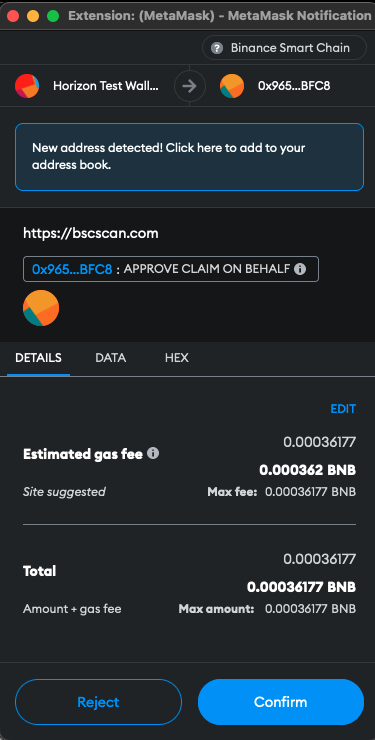 Extension: (MetaMask) - MetaMask Notification
? Binance Smart Chain
Horizon Test Wall... 0x965...BFC8
New address detected! Click here to add to your
address book.
https://bscscan.com
0x965...BFC8 : APPROVE CLAIM ON BEHALF i
DETAILS DATA HEX
EDIT
0.00036177
Estimated gas fee i
0.000362 BNB
Site suggested Max fee: 0.00036177 BNB
0.00036177
Total
0.00036177 BNB
Amount + gas fee Max amount: 0.00036177 BNB
Reject Confirm